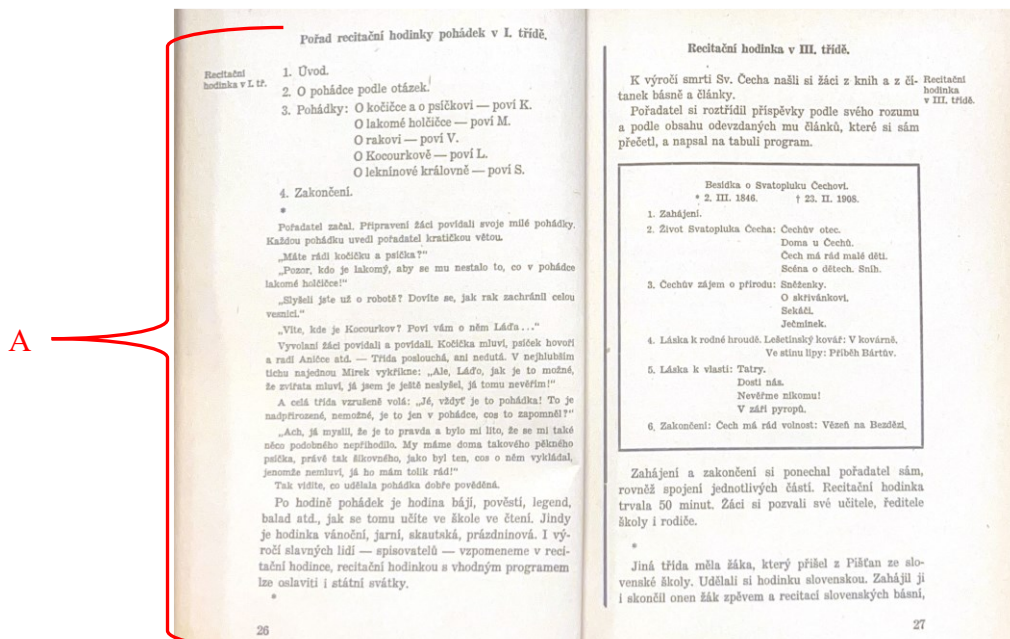 A
Pořad recitační hodinky pohádek v I. třídě.
Recitační
hodinka v I. tř.
1. Úvod.
2. O pohádce podle otázek.
3. Pohádky: O kočičce a o psíčkovi — poví K.
O lakomé holčičce — poví M.
O rakovi — poví V.
O Kocourkově — poví L.
O leknínové královně — poví S.
4. Zakončení.
*
Pořadatel začal. Připravení žáci povídali svoje milé pohádky.
Každou pohádku uvedl pořadatel kratičkou větou.
„Máte rádi kočičku a psíčka?"
„Pozor, kdo je lakomý, aby se mu nestalo to, co v pohádce
lakomé holčičce!"
„Slyšeli jste už o robotě? Dovíte se, jak rak zachránil celou
vesnici."
„Víte, kde je Kocourkov? Poví vám o něm Láďa..."
Vyvolaní žáci povídali a povídali. Kočička mluví, psíček hovoří
a radí Aničce atd. — Třída poslouchá, ani nedutá. V nejhlubším
tichu najednou Mirek vykřikne: „Ale, Láďo, jak je to možné,
že zvířata mluví, já jsem je ještě neslyšel, já tomu nevěřím!"
A celá třída vzrušeně volá: „Jé, vždyť je to pohádka! To je
nadpřirozené, nemožné, je to jen v pohádce, cos to zapomněl?"
„Ach, já myslil, že je to pravda a bylo mi líto, že se mi také
něco podobného nepřihodilo. My máme doma takového pěkného
psíčka, právě tak šikovného, jako byl ten, cos o něm vykládal,
jenomže nemluví, já ho mám tolik rád!"
Tak vidíte, co udělala pohádka dobře pověděná.
Po hodině pohádek je hodina bájí, pověstí, legend,
balad atd., jak se tomu učíte ve škole ve čtení. Jindy
je hodinka vánoční, jarní, skautská, prázdninová. I vý-
ročí slavných lidí — spisovatelů — vzpomeneme v reci-
tační hodince, recitační hodinkou s vhodným programem
lze oslaviti i státní svátky.
*
26
Recitační hodinka v III. třídě.
Recitační
hodinka
v III. třídě.
K výročí smrti Sv. Čecha našli si žáci z knih a z čí-
tanek básně a články.
Pořadatel si roztřídil příspěvky podle svého rozumu
a podle obsahu odevzdaných mu článků, které si sám
přečetl, a napsal na tabuli program.
Besídka o Svatopluku Čechovi.
* 2. III. 1846. † 23. II. 1908.
1. Zahájení.
2. Život Svatopluka Čecha: Čechův otec.
Doma u Čechů.
Čech má rád malé děti.
Scéna o dětech. Sníh.
3. Čechův zájem o přírodu: Sněženky.
O skřivánkovi.
Sekáči.
Ječmínek.
4. Láska k rodné hroudě. Lešetínský kovář: V kovárně.
Ve stínu lípy: Příběh Bártův.
5. Láska k vlasti: Tatry.
Dosti nás.
Nevěřme nikomu!
V záři pyropů.
6. Zakončení: Čech má rád volnost: Vězeň na Bezdězi.
Zahájení a zakončení si ponechal pořadatel sám,
rovněž spojení jednotlivých částí. Recitační hodinka
trvala 50 minut. Žáci si pozvali své učitele, ředitele
školy i rodiče.
*
Jiná třída měla žáka, který přišel z Píšťan ze slo-
venské školy. Udělali si hodinku slovenskou. Zahájil ji
i skončil onen žák zpěvem a recitací slovenských básní,
27